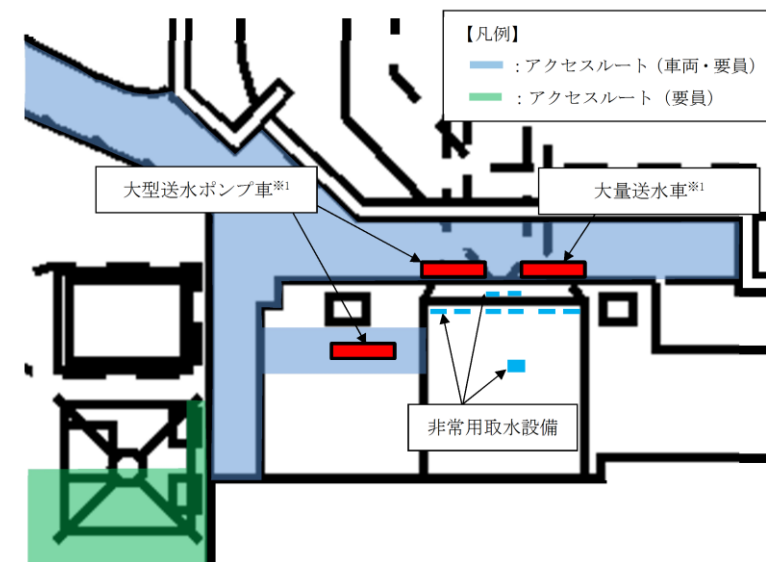 【凡例】
：アクセスルート（車両・要員）
：アクセスルート（要員）
大型送水ポンプ車※1
大量送水車※1
非常用取水設備